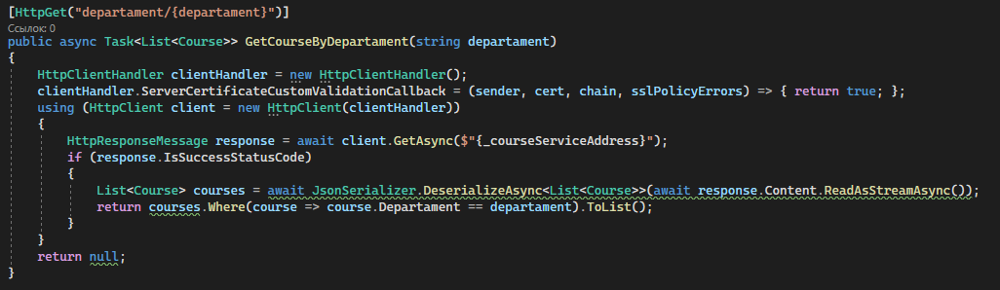 [HttpGet("departament/{departament}")]
Ссылок: 0
public async Task<List<Course>> GetCourseByDepartament(string departament)
{
HttpClientHandler clientHandler = new HttpClientHandler();
clientHandler.ServerCertificateCustomValidationCallback = (sender, cert, chain, sslPolicyErrors) => { return true; };
using (HttpClient client = new HttpClient(clientHandler))
{
HttpResponseMessage response = await client.GetAsync($"{_courseServiceAddress}");
if (response.IsSuccessStatusCode)
{
List<Course> courses = await JsonSerializer.DeserializeAsync<List<Course>>(await response.Content.ReadAsStreamAsync());
return courses.Where(course => course.Departament == departament).ToList();
}
}
return null;
}